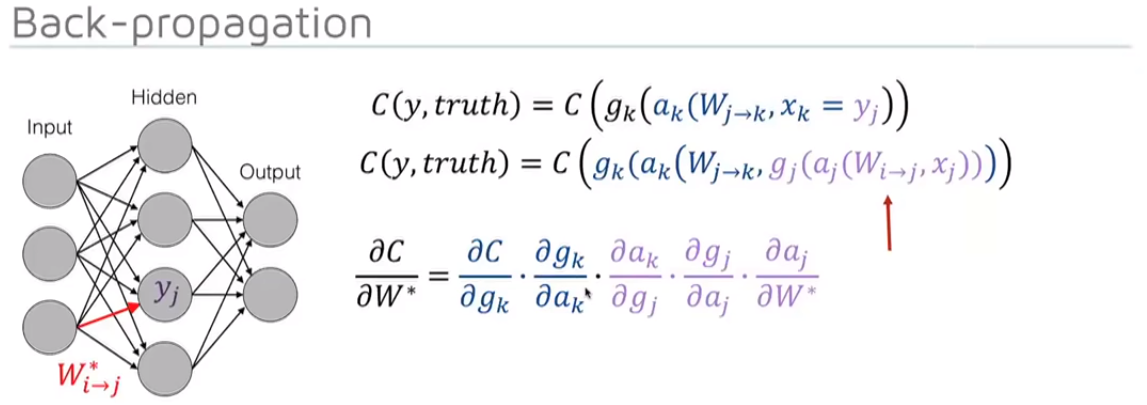 Back-propagation
Hidden
Input
Output
y_j
W*_{i→j}
C(y, truth) = C(g_k(a_k(W_{j→k}, x_k = y_j)))
C(y, truth) = C(g_k(a_k(W_{j→k}, g_j(a_j(W_{i→j}, x_j)))))
∂C/∂W* = ∂C/∂g_k · ∂g_k/∂a_k · ∂a_k/∂g_j · ∂g_j/∂a_j · ∂a_j/∂W*